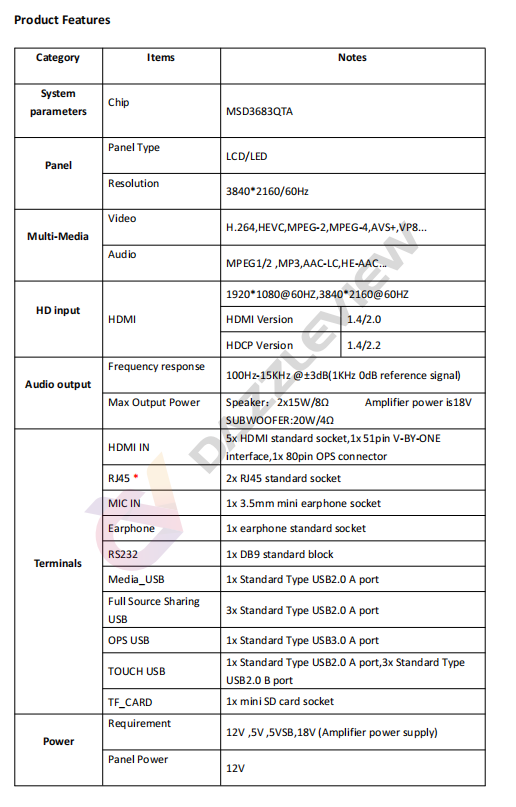 Product Features
Category Items Notes
System parameters Chip MSD3683QTA
Panel Panel Type LCD/LED
Resolution 3840*2160/60Hz
Multi-Media Video H.264,HEVC,MPEG-2,MPEG-4,AVS+,VP8...
Audio MPEG1/2 ,MP3,AAC-LC,HE-AAC...
HD input HDMI 1920*1080@60HZ,3840*2160@60HZ
HDMI Version 1.4/2.0
HDCP Version 1.4/2.2
Audio output Frequency response 100Hz-15KHz @±3dB(1KHz 0dB reference signal)
Max Output Power Speaker：2x15W/8Ω Amplifier power is18V
SUBWOOFER:20W/4Ω
Terminals HDMI IN 5x HDMI standard socket,1x 51pin V-BY-ONE
interface,1x 80pin OPS connector
RJ45 * 2x RJ45 standard socket
MIC IN 1x 3.5mm mini earphone socket
Earphone 1x earphone standard socket
RS232 1x DB9 standard block
Media_USB 1x Standard Type USB2.0 A port
Full Source Sharing USB 3x Standard Type USB2.0 A port
OPS USB 1x Standard Type USB3.0 A port
TOUCH USB 1x Standard Type USB2.0 A port,3x Standard Type
USB2.0 B port
TF_CARD 1x mini SD card socket
Power Requirement 12V ,5V ,5VSB,18V (Amplifier power supply)
Panel Power 12V
DAZZLEVIEW